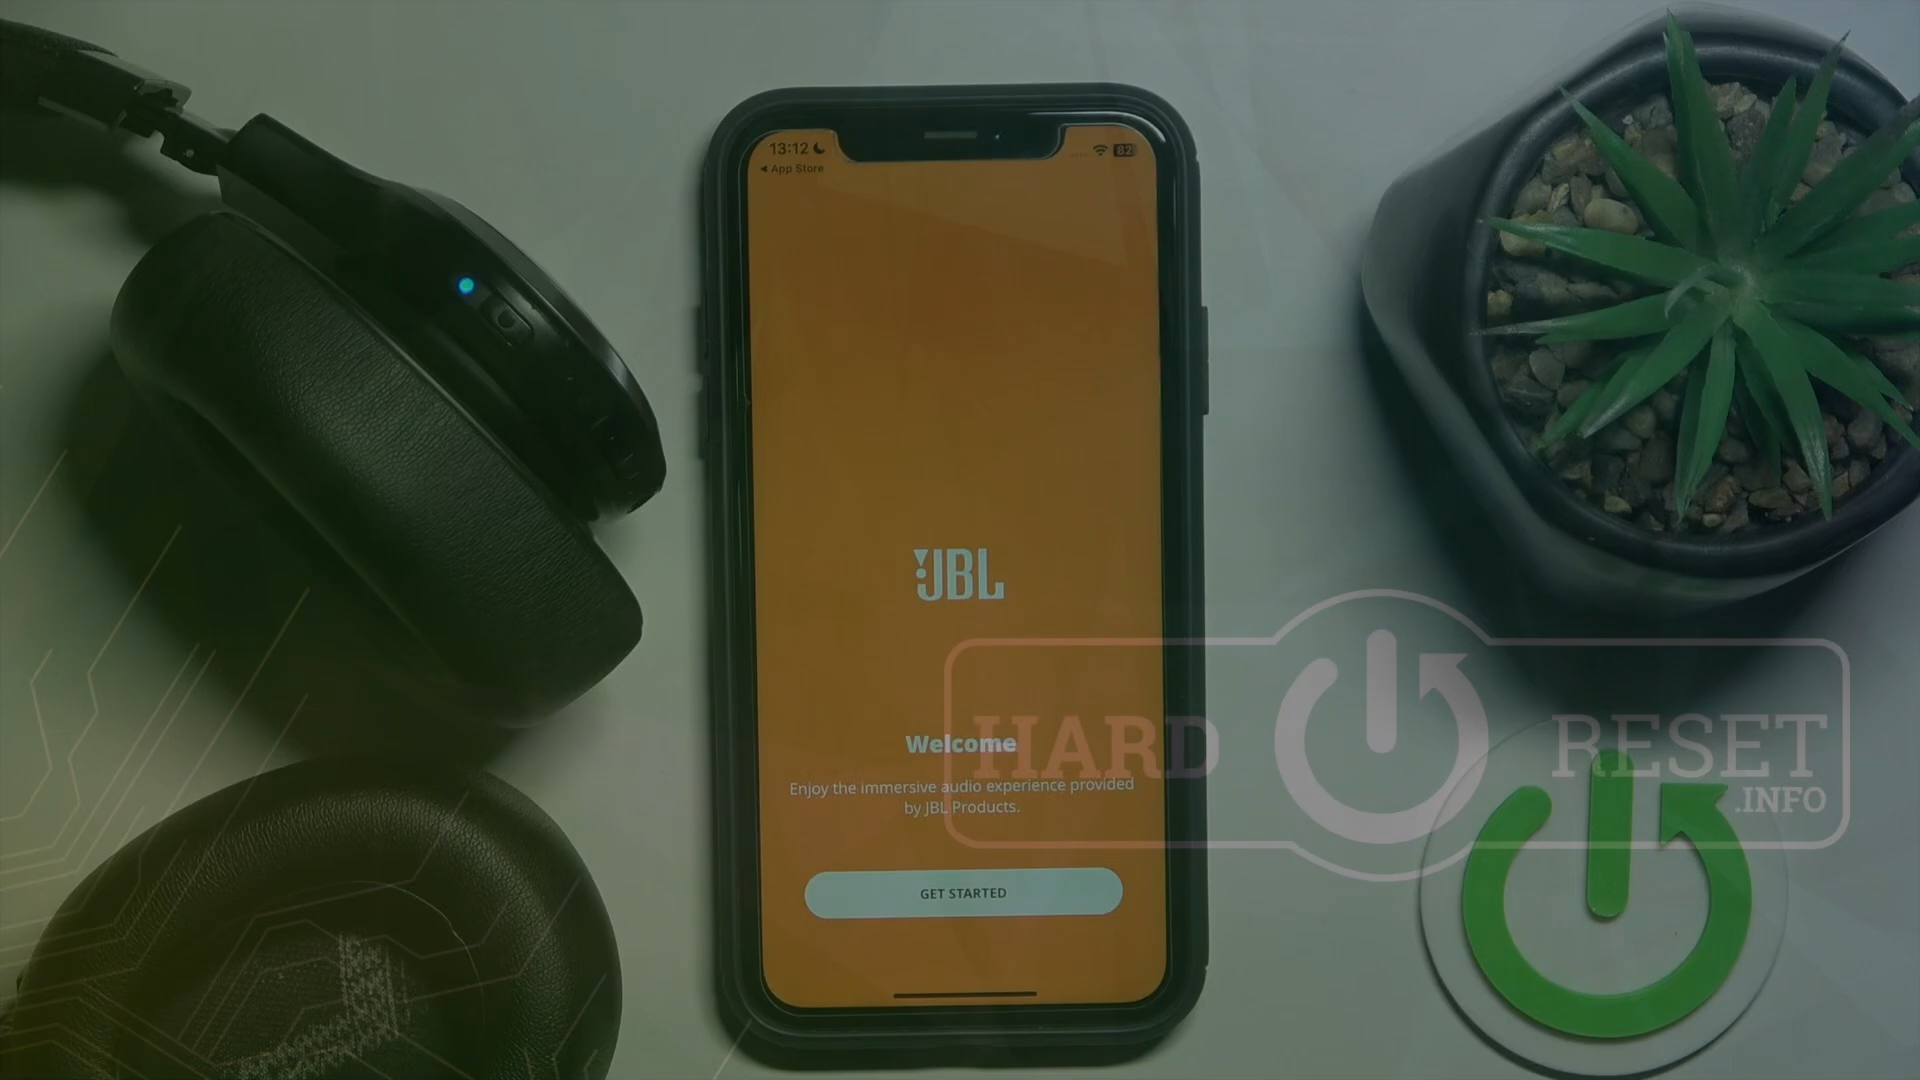 13:12
82
◀ App Store
JBL
Welcome
Enjoy the immersive audio experience provided
by JBL Products.
GET STARTED
HARD RESET
.INFO